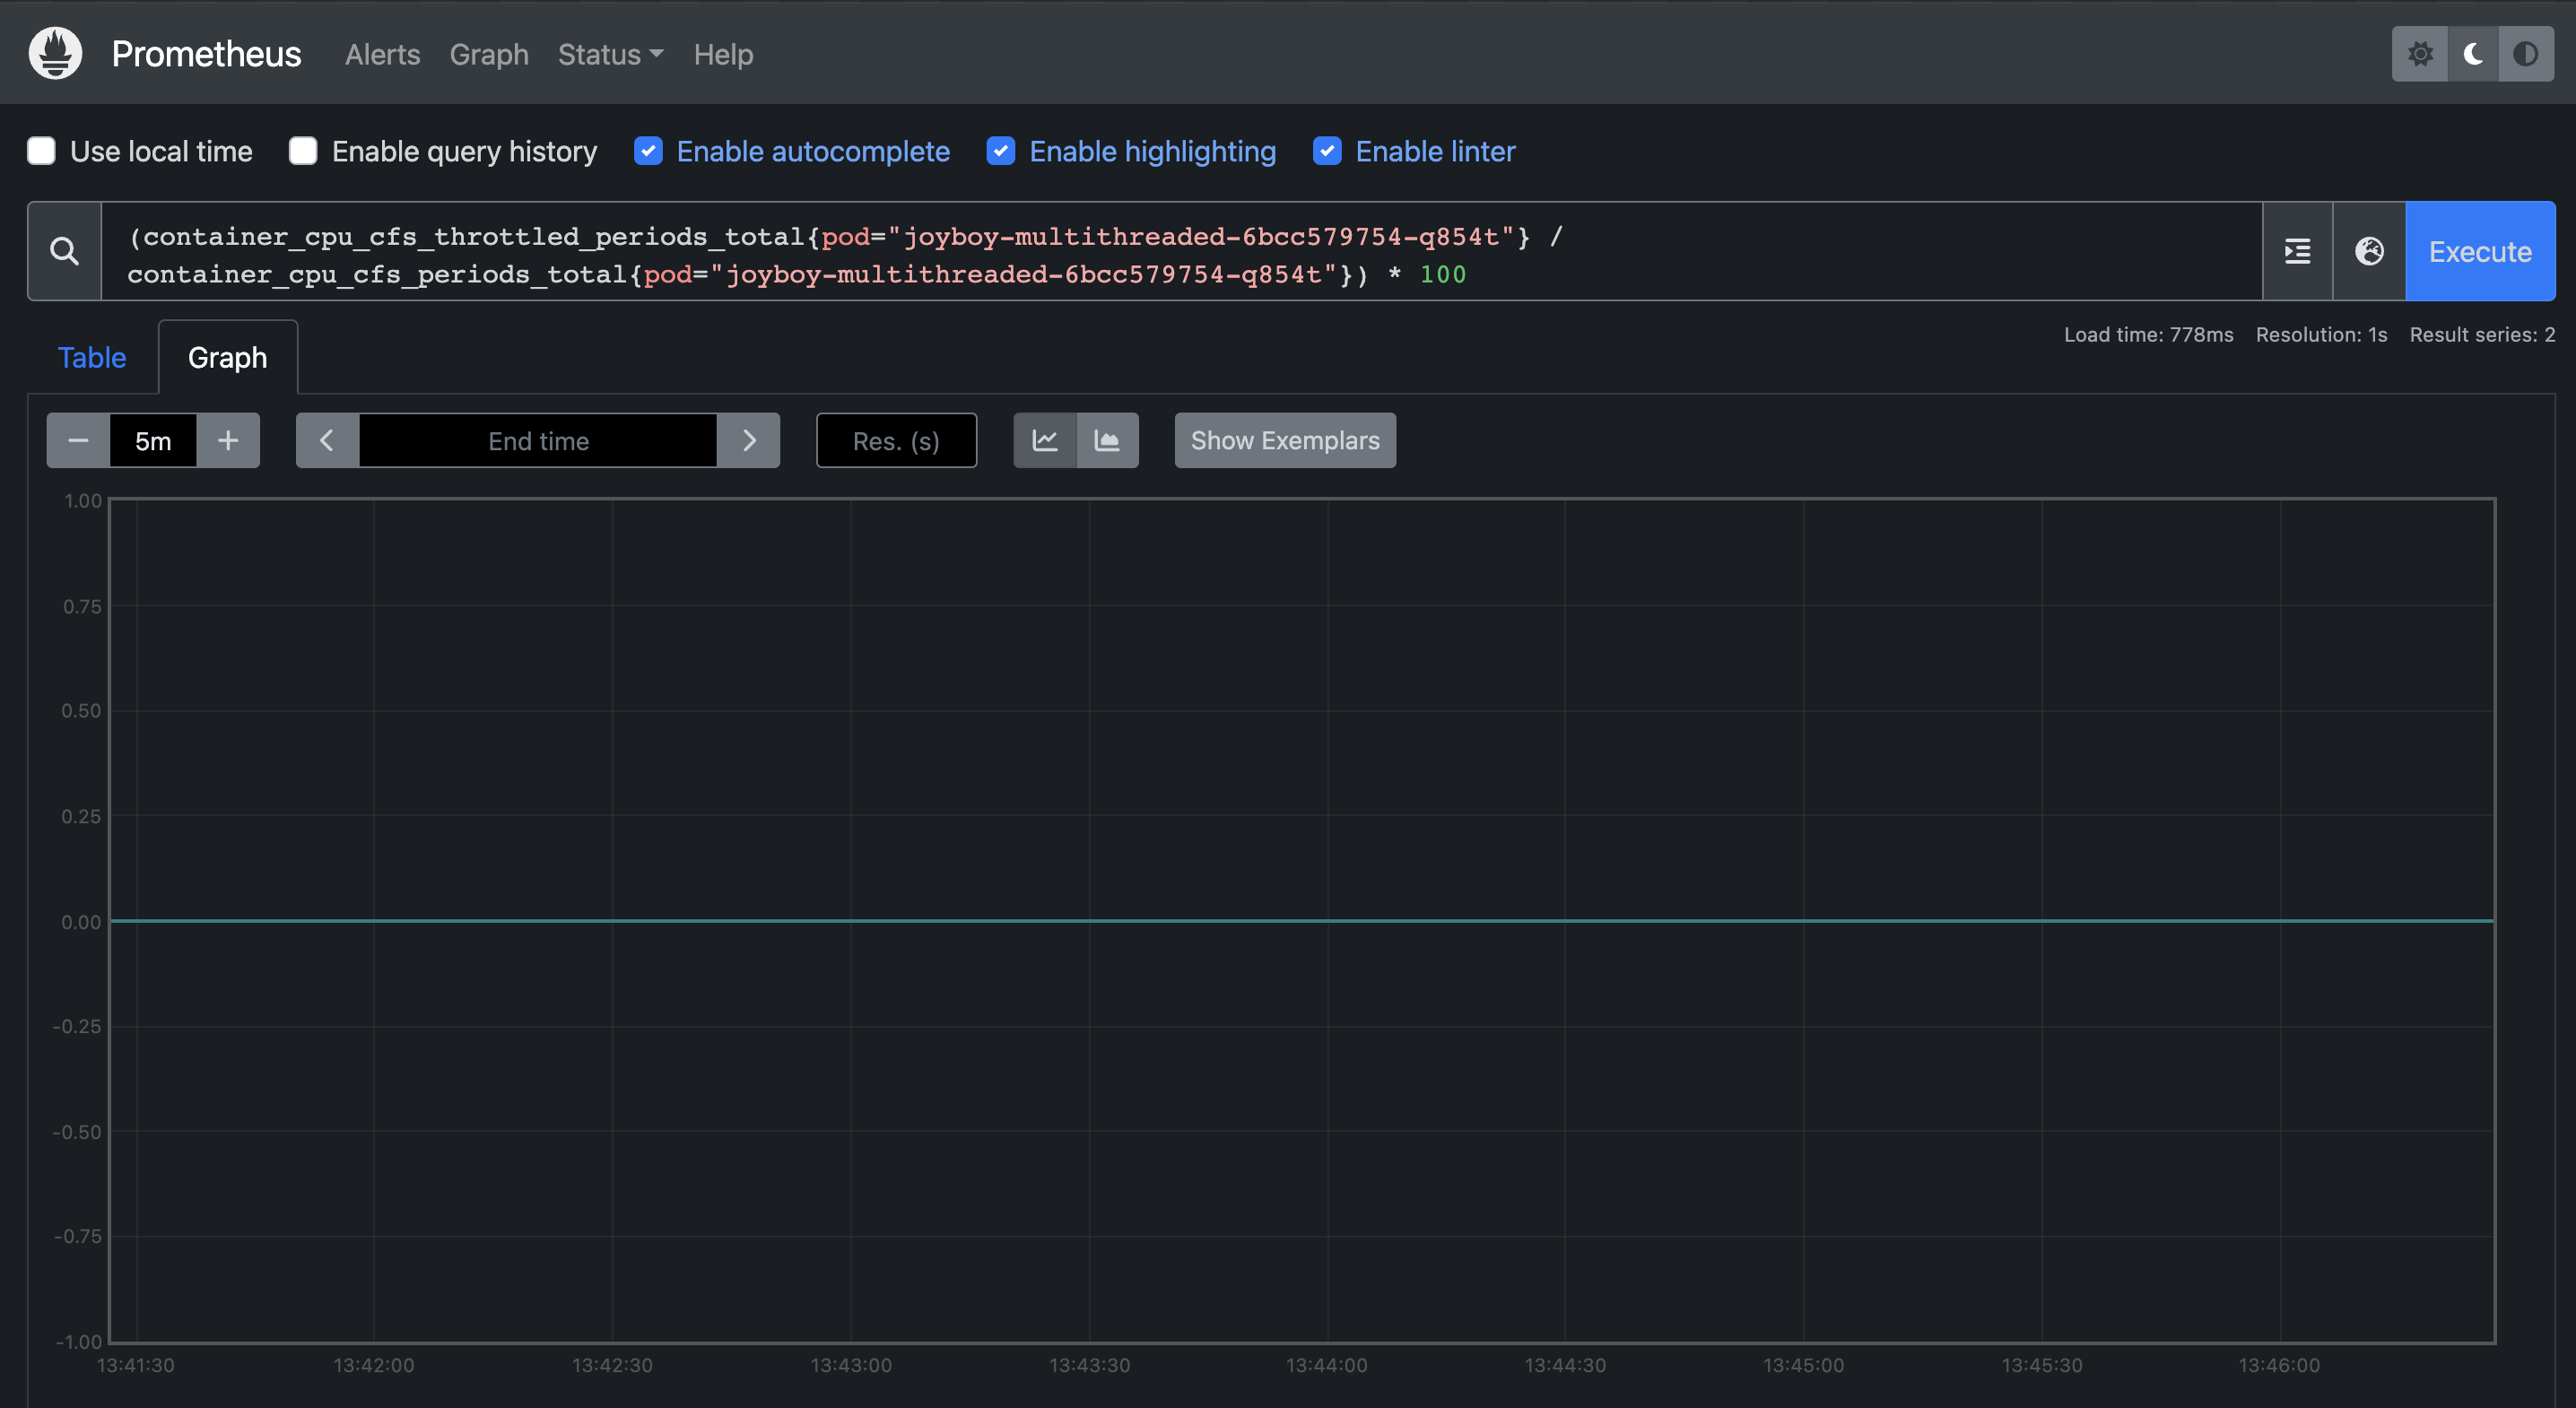 Prometheus Alerts Graph Status Help
Use local time Enable query history Enable autocomplete Enable highlighting Enable linter
(container_cpu_cfs_throttled_periods_total{pod="joyboy-multithreaded-6bcc579754-q854t"} /
container_cpu_cfs_periods_total{pod="joyboy-multithreaded-6bcc579754-q854t"}) * 100
Execute
Load time: 778ms Resolution: 1s Result series: 2
Table Graph
5m End time Res. (s) Show Exemplars
1.00
0.75
0.50
0.25
0.00
-0.25
-0.50
-0.75
-1.00
13:41:30 13:42:00 13:42:30 13:43:00 13:43:30 13:44:00 13:44:30 13:45:00 13:45:30 13:46:00